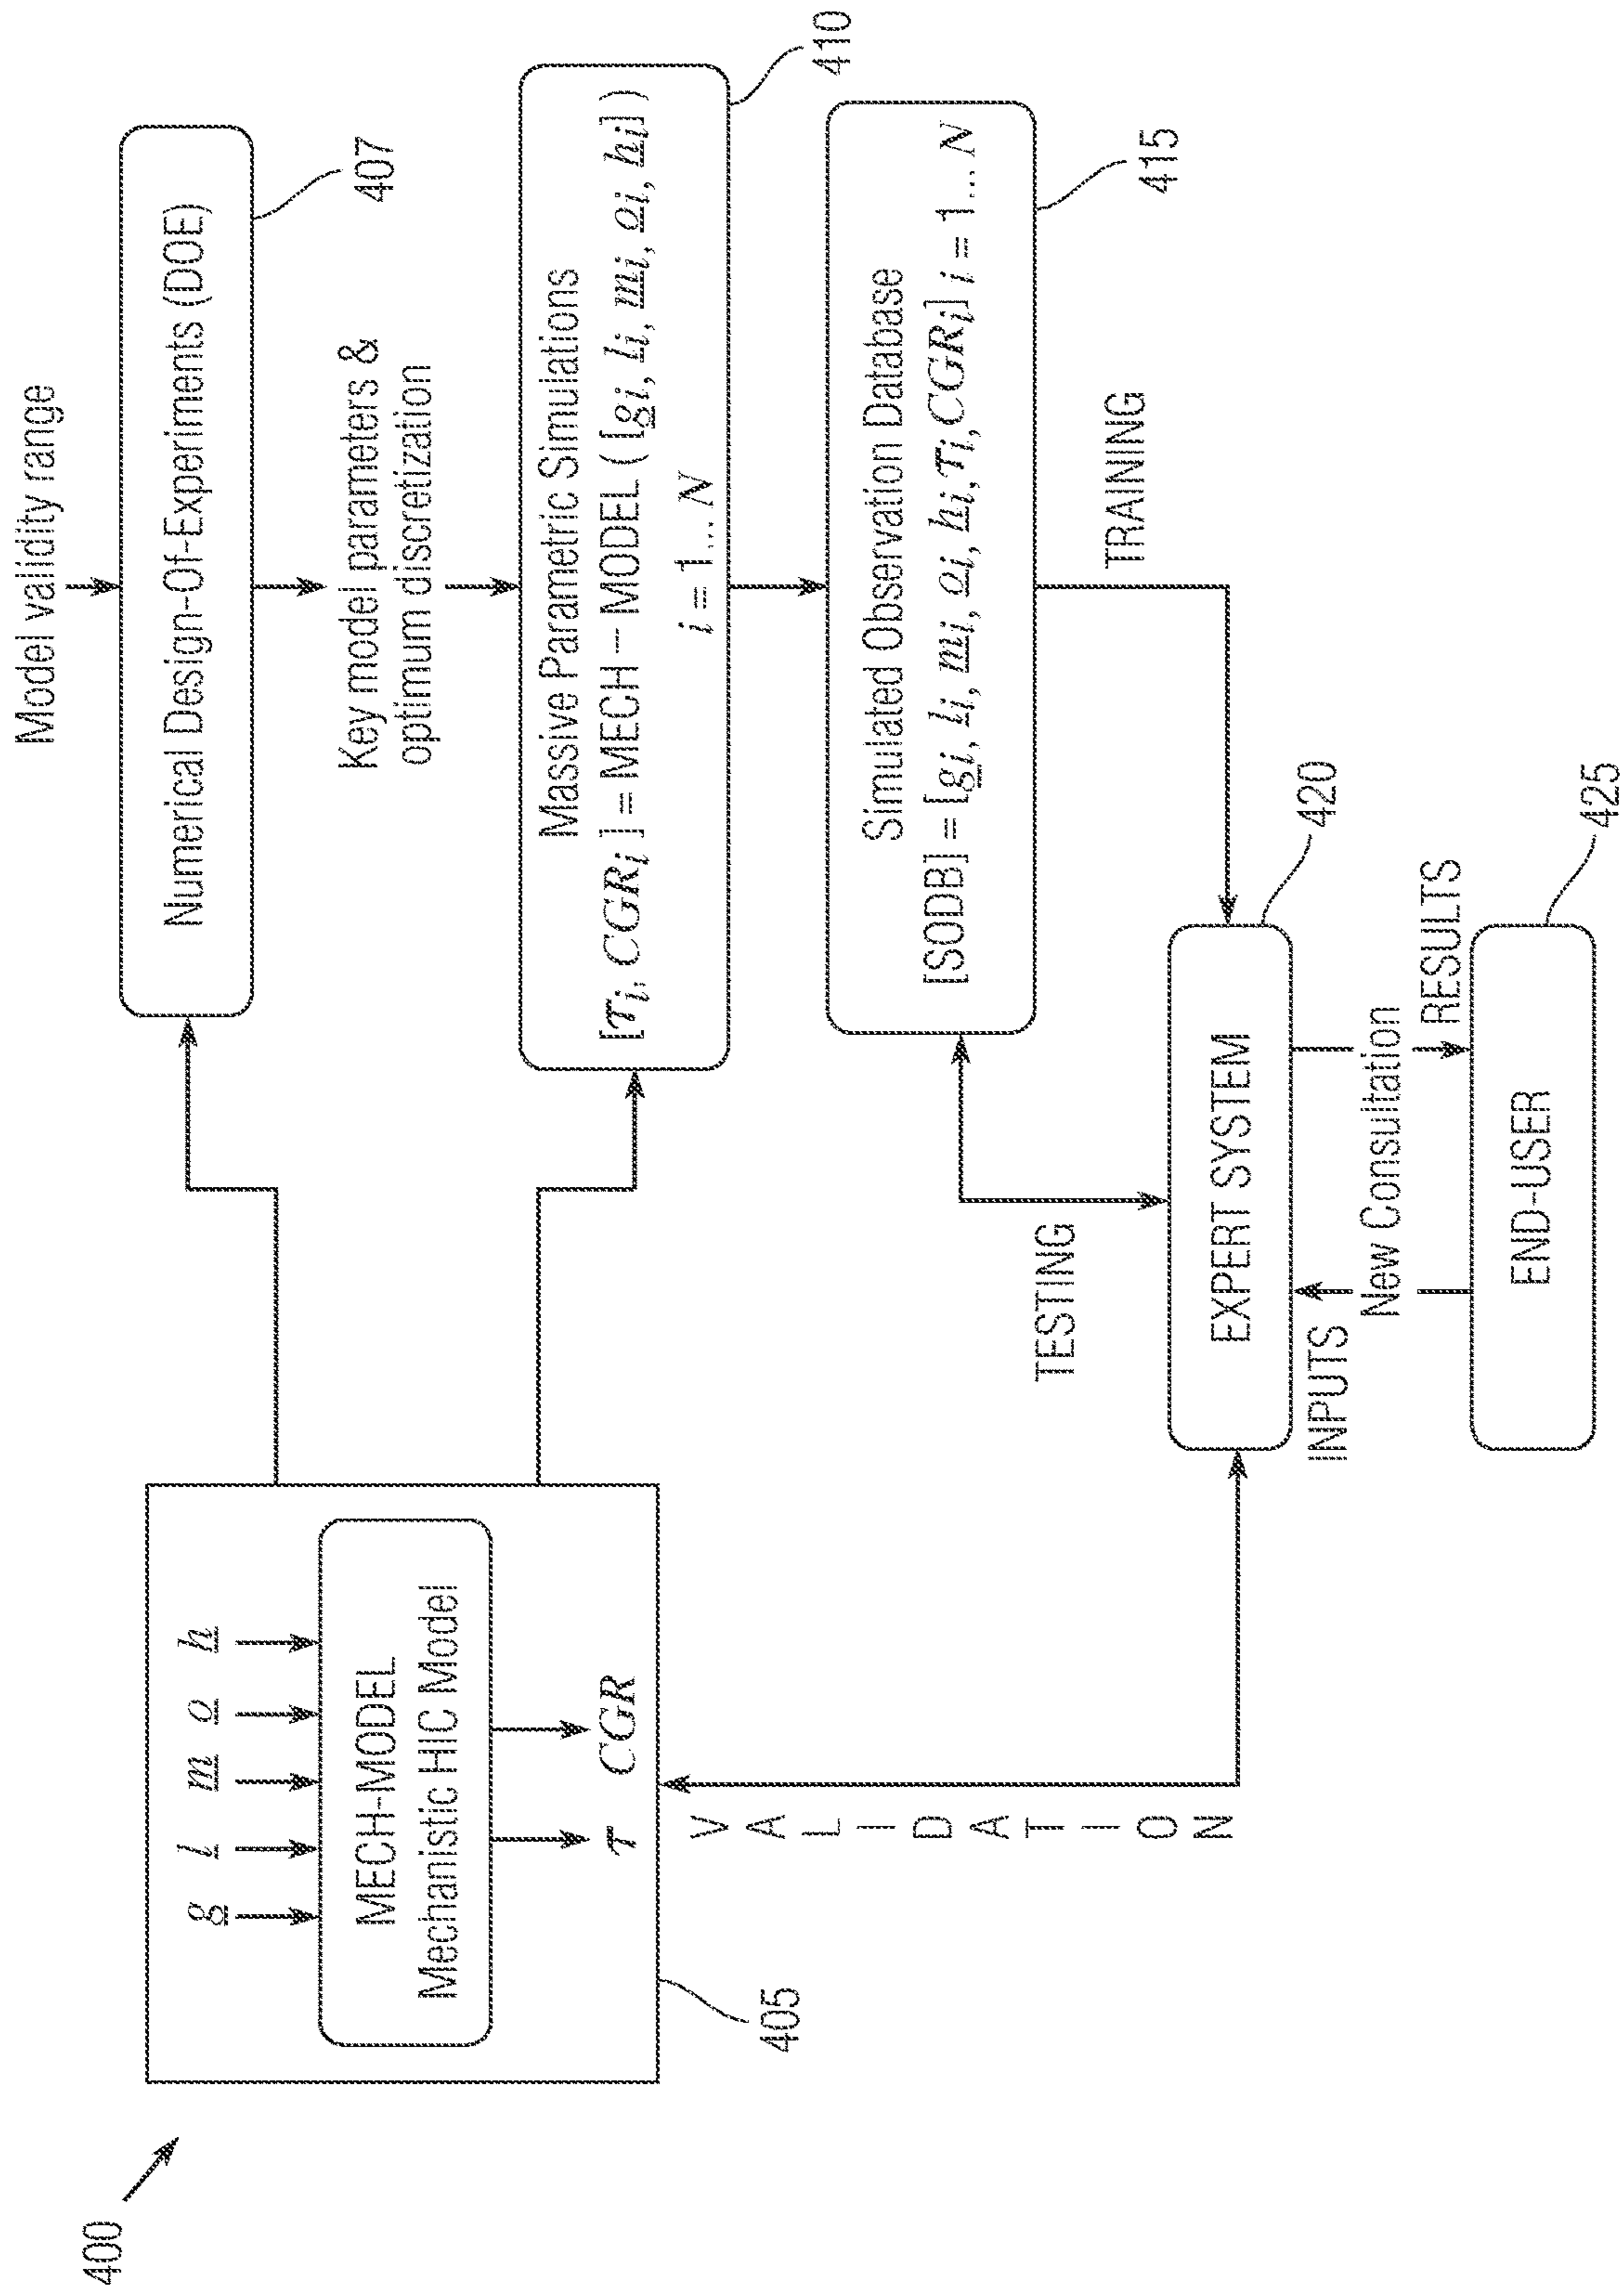 400
g l m o h
MECH-MODEL
Mechanistic HIC Model
τ CGR
405
VALIDATION
Model validity range
Numerical Design-Of-Experiments (DOE)
407
Key model parameters &
optimum discretization
Massive Parametric Simulations
[τi, CGRi] = MECH-MODEL ([gi, li, mi, oi, hi])
i = 1... N
410
Simulated Observation Database
[SODB] = [gi, li, mi, oi, hi, τi, CGRi] i = 1... N
415
TESTING
TRAINING
EXPERT SYSTEM
420
INPUTS
New Consultation
RESULTS
END-USER
425